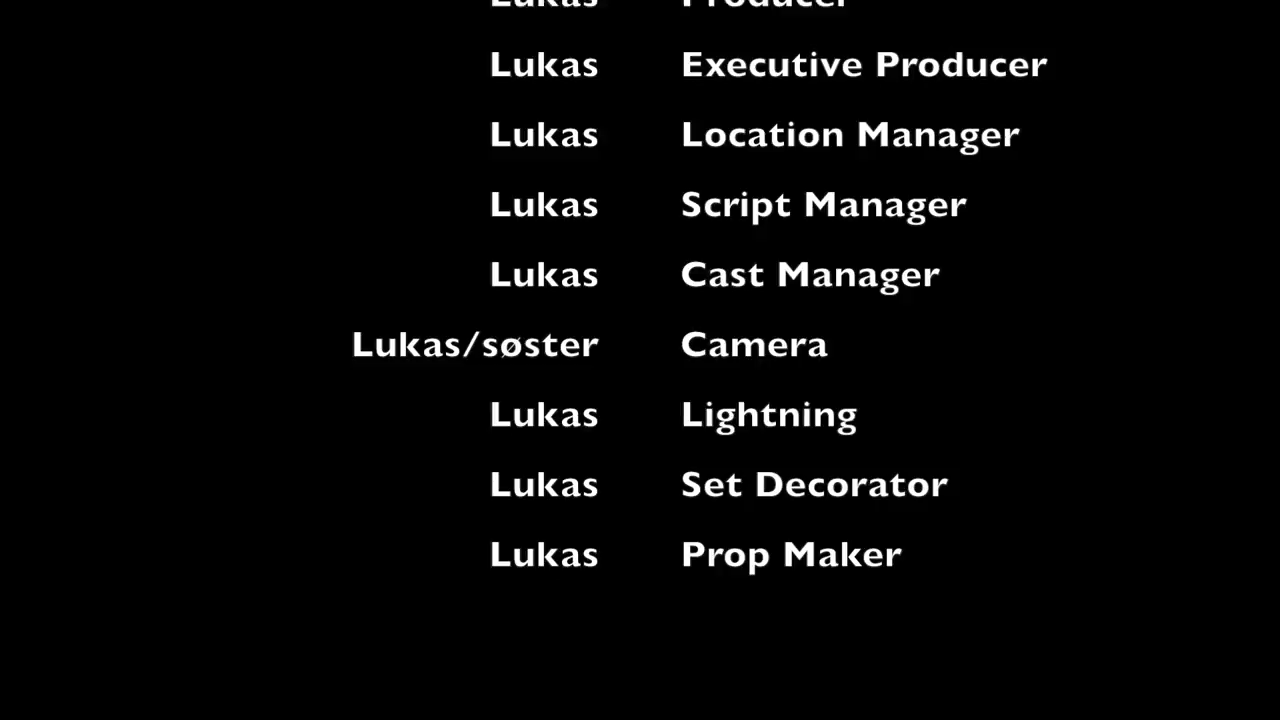 Lukas Producer
Lukas Executive Producer
Lukas Location Manager
Lukas Script Manager
Lukas Cast Manager
Lukas/søster Camera
Lukas Lightning
Lukas Set Decorator
Lukas Prop Maker